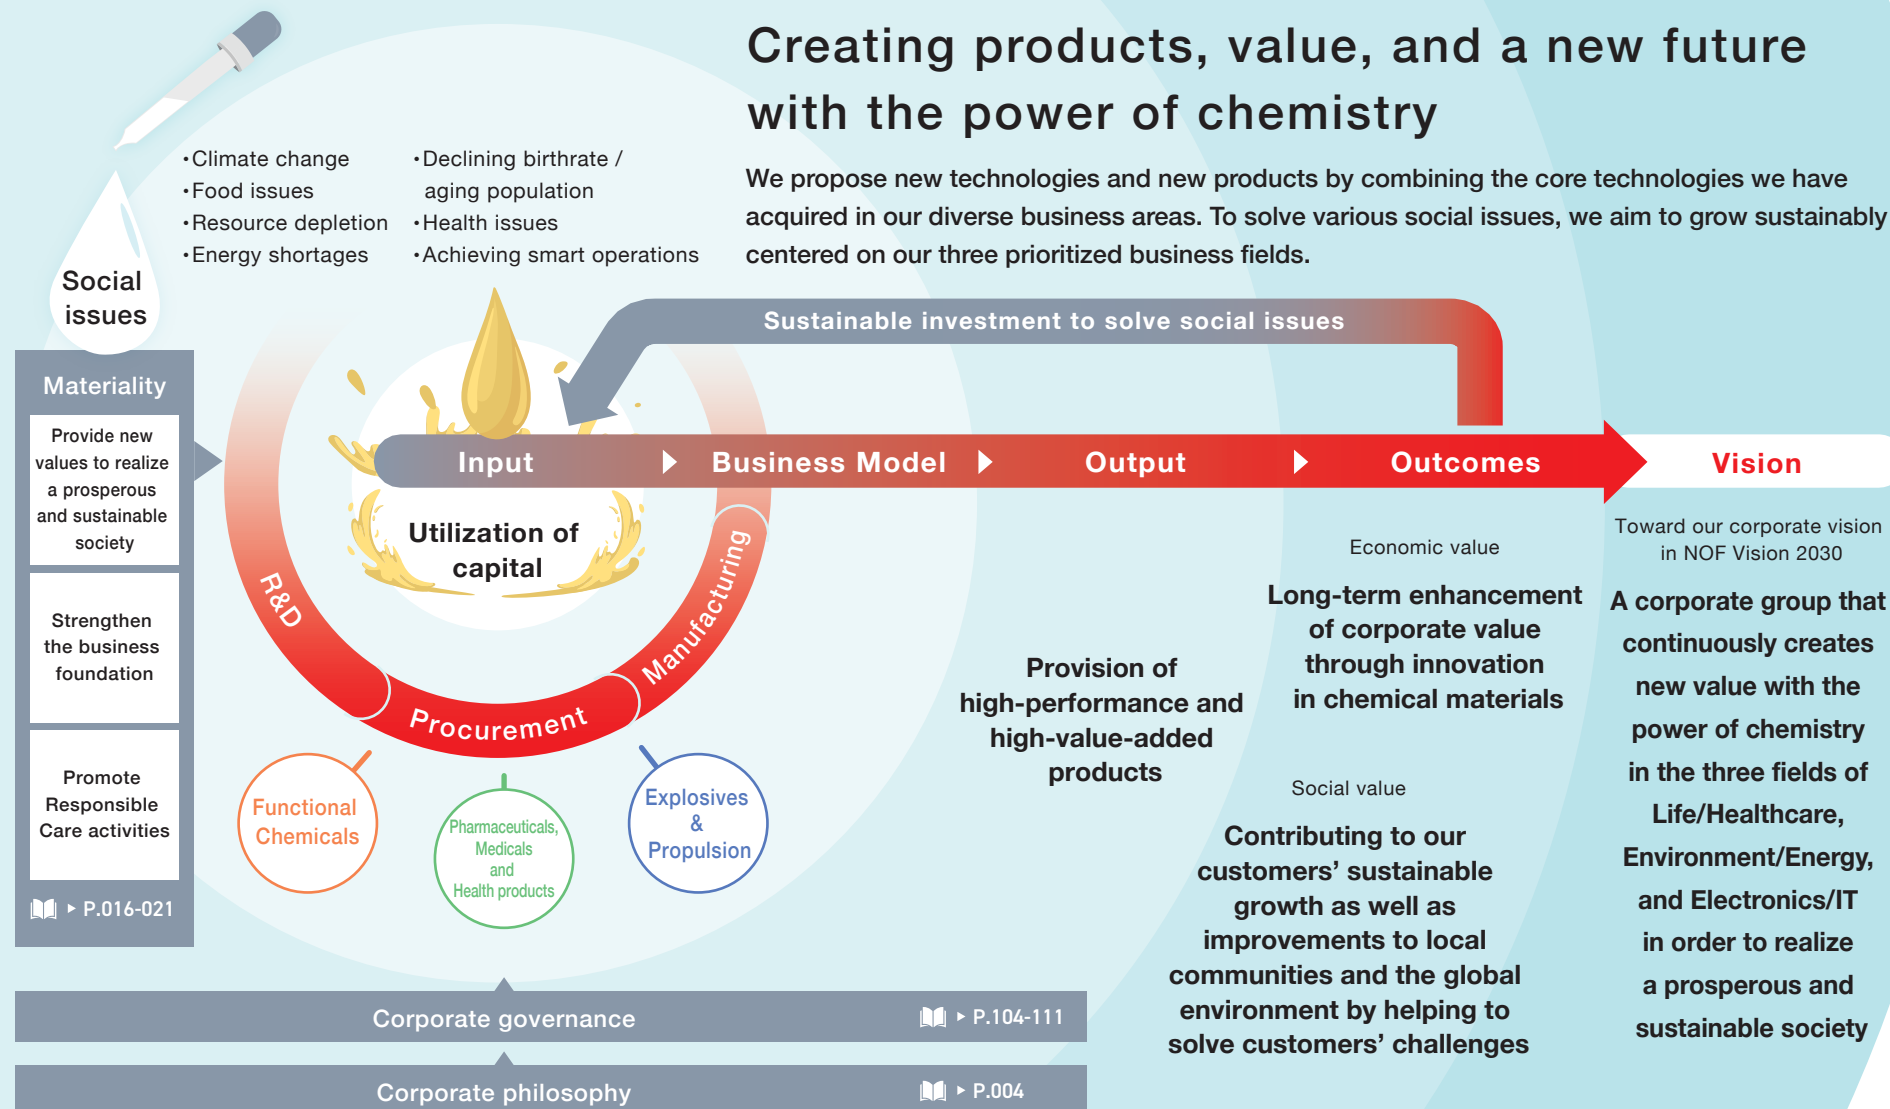 Creating products, value, and a new future
with the power of chemistry
We propose new technologies and new products by combining the core technologies we have
acquired in our diverse business areas. To solve various social issues, we aim to grow sustainably
centered on our three prioritized business fields.
Social
issues
・Climate change
・Food issues
・Resource depletion
・Energy shortages
・Declining birthrate /
aging population
・Health issues
・Achieving smart operations
Materiality
Provide new
values to realize
a prosperous
and sustainable
society
Strengthen
the business
foundation
Promote
Responsible
Care activities
P.016-021
Sustainable investment to solve social issues
Input
Business Model
Output
Outcomes
Vision
Utilization of
capital
R&D
Procurement
Manufacturing
Functional
Chemicals
Pharmaceuticals,
Medicals
and
Health products
Explosives
&
Propulsion
Provision of
high-performance and
high-value-added
products
Economic value
Long-term enhancement
of corporate value
through innovation
in chemical materials
Social value
Contributing to our
customers’ sustainable
growth as well as
improvements to local
communities and the global
environment by helping to
solve customers’ challenges
Toward our corporate vision
in NOF Vision 2030
A corporate group that
continuously creates
new value with the
power of chemistry
in the three fields of
Life/Healthcare,
Environment/Energy,
and Electronics/IT
in order to realize
a prosperous and
sustainable society
Corporate governance
P.104-111
Corporate philosophy
P.004